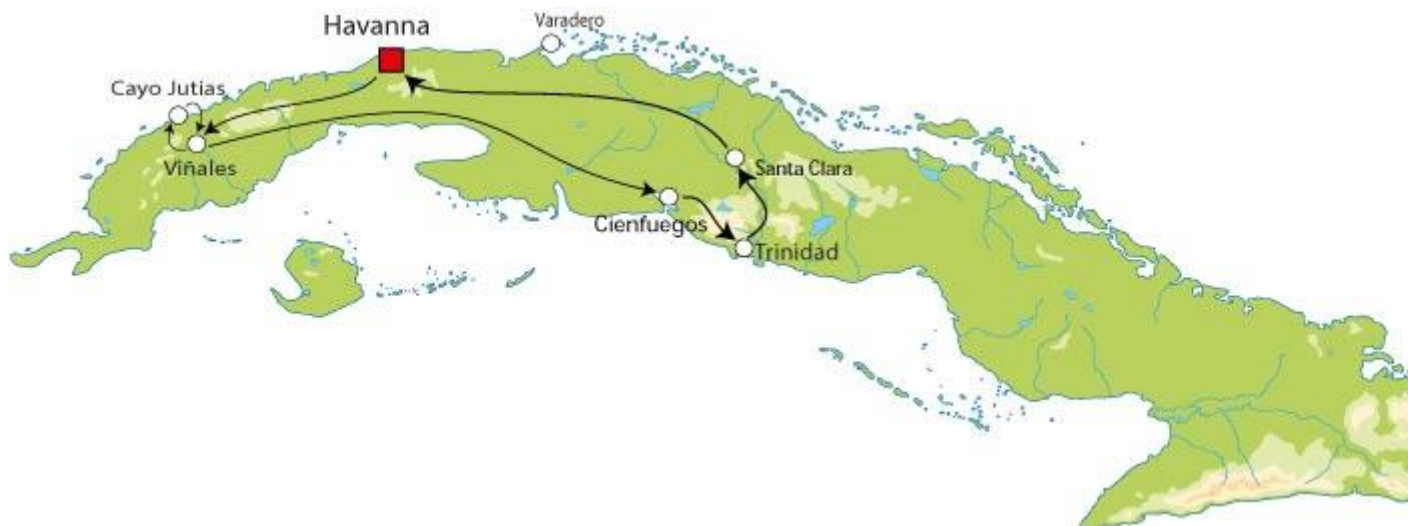 Varadero
Havanna
Cayo Jutias
Viñales
Santa Clara
Cienfuegos
Trinidad